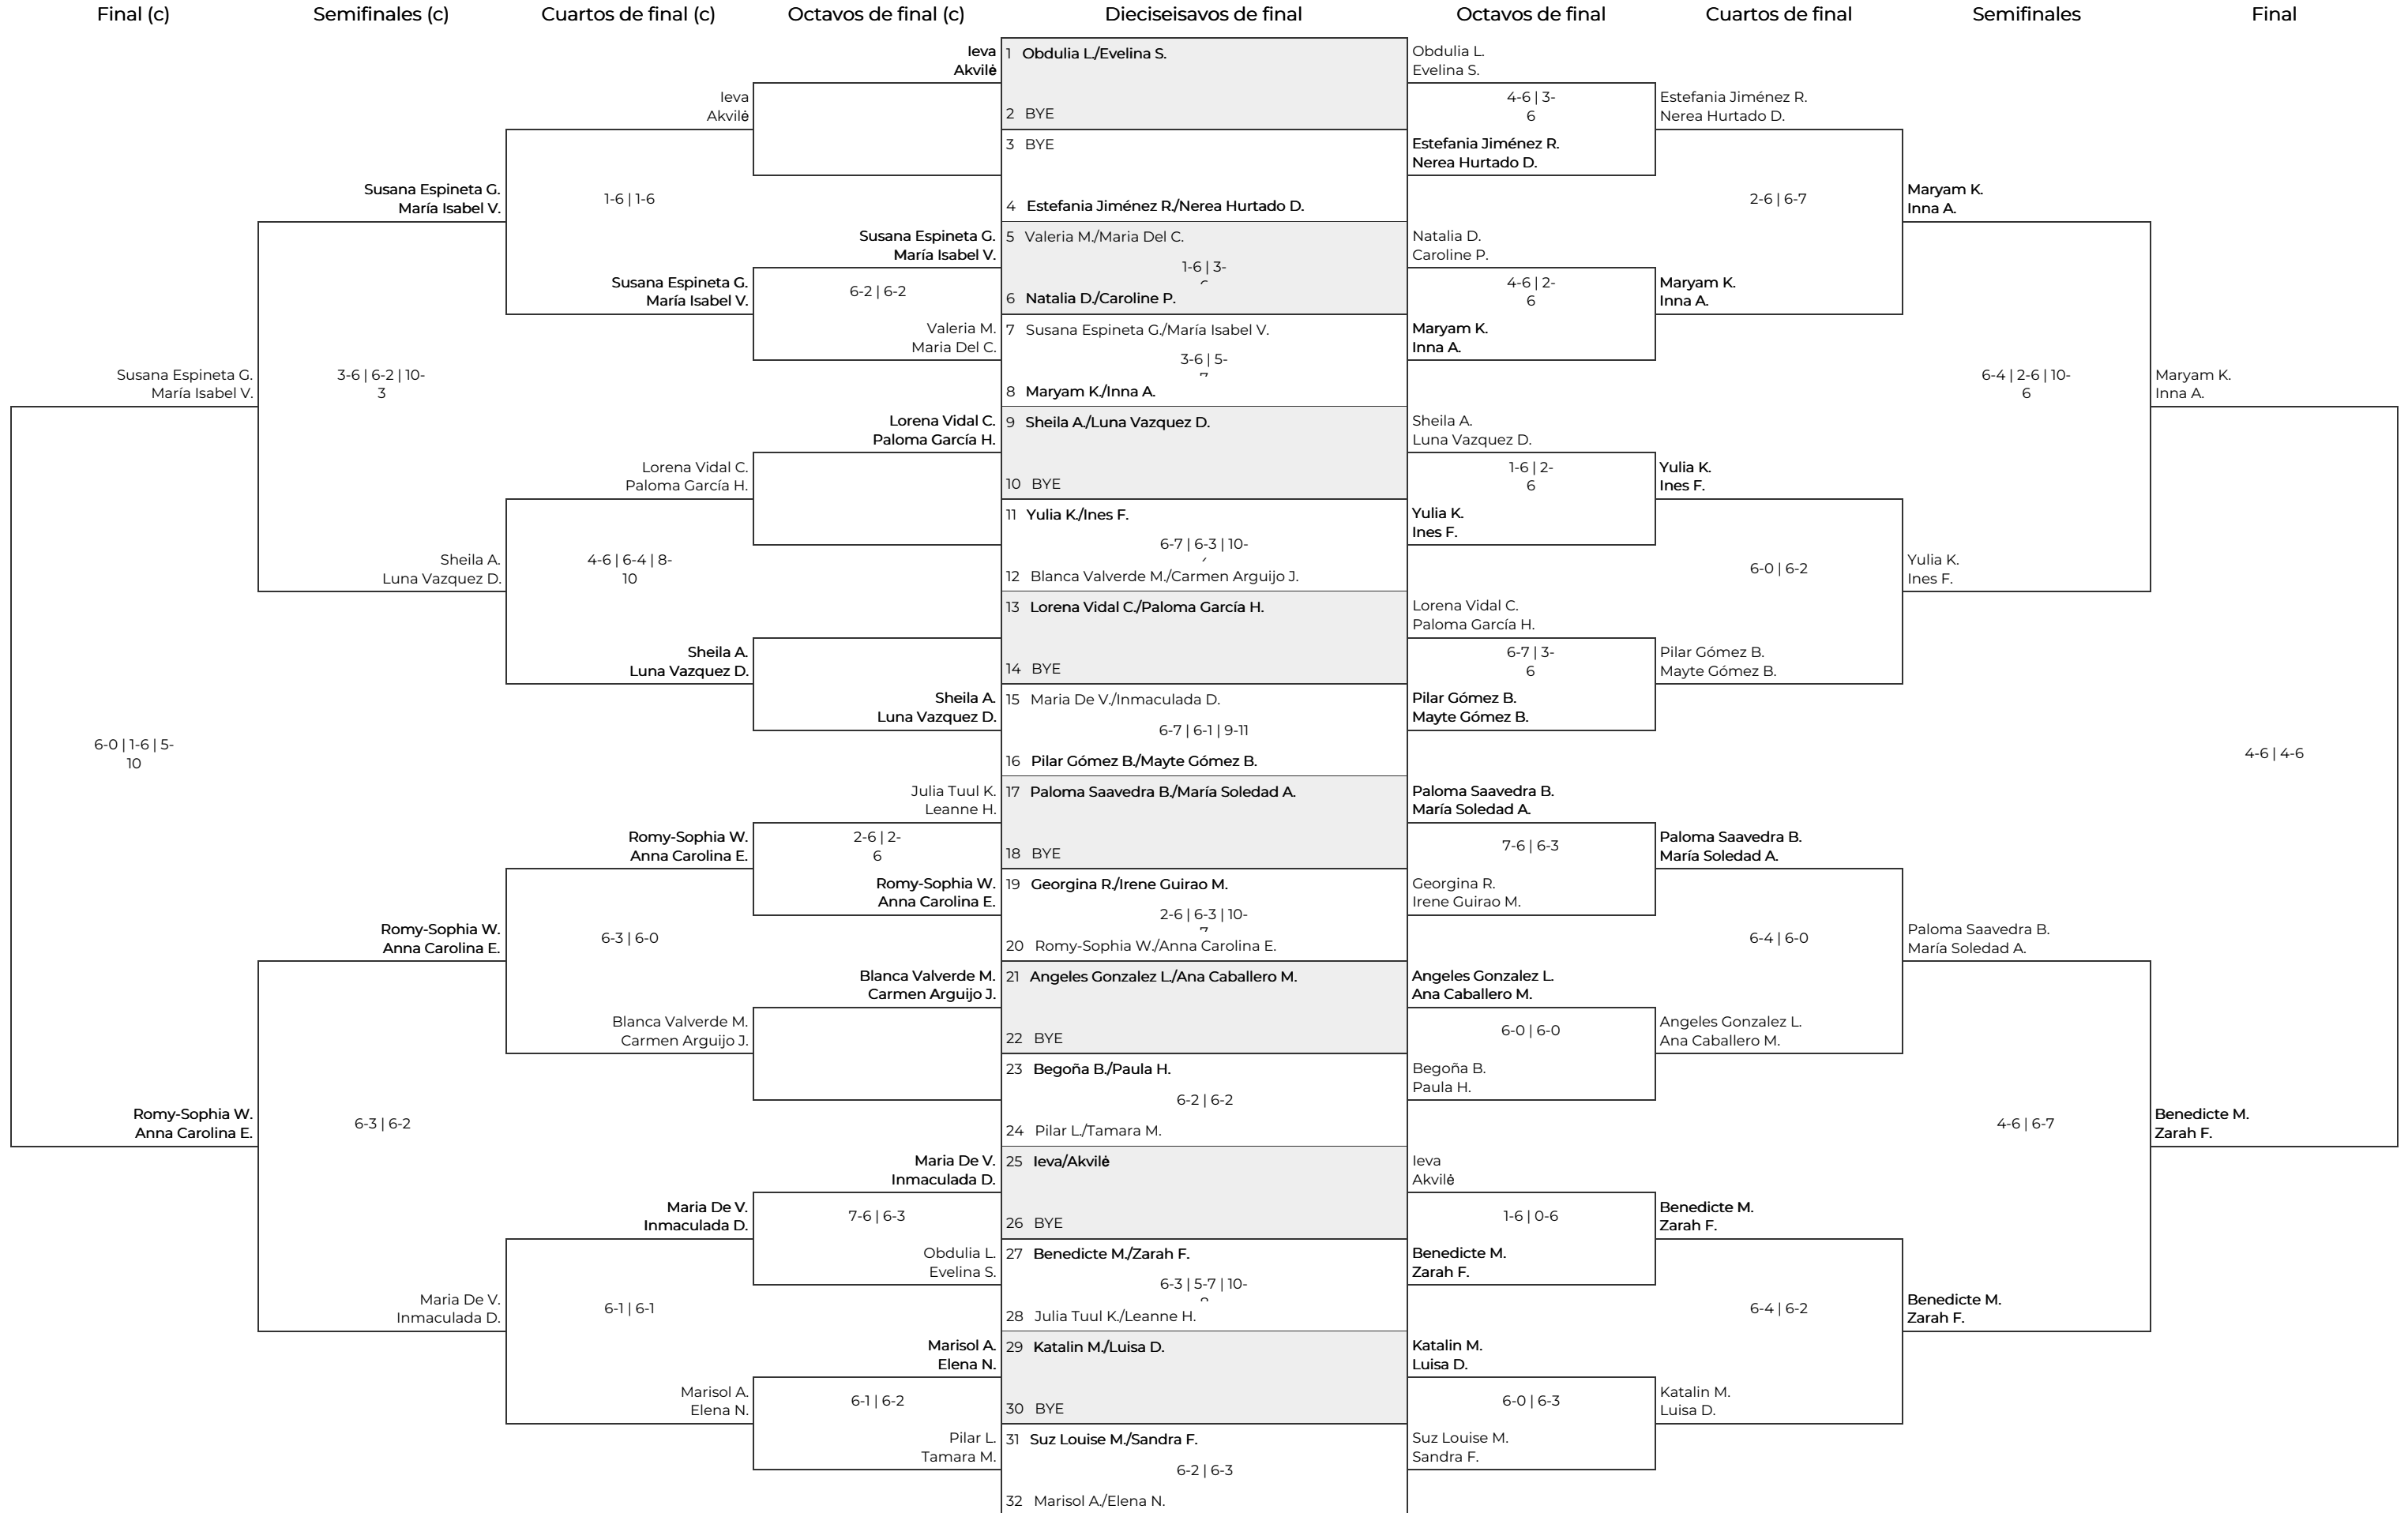 Final (c)
Semifinales (c)
Cuartos de final (c)
Octavos de final (c)
Dieciseisavos de final
Octavos de final
Cuartos de final
Semifinales
Final
Susana Espineta G.
María Isabel V.
6-0 | 1-6 | 5-
10
Romy-Sophia W.
Anna Carolina E.
Susana Espineta G.
María Isabel V.
3-6 | 6-2 | 10-
3
Sheila A.
Luna Vazquez D.
Romy-Sophia W.
Anna Carolina E.
6-3 | 6-2
Maria De V.
Inmaculada D.
Ieva
Akvilė
1-6 | 1-6
Susana Espineta G.
María Isabel V.
Lorena Vidal C.
Paloma García H.
4-6 | 6-4 | 8-
10
Sheila A.
Luna Vazquez D.
Romy-Sophia W.
Anna Carolina E.
6-3 | 6-0
Blanca Valverde M.
Carmen Arguijo J.
Maria De V.
Inmaculada D.
6-1 | 6-1
Marisol A.
Elena N.
Ieva
Akvilė
Susana Espineta G.
María Isabel V.
6-2 | 6-2
Valeria M.
Maria Del C.
Lorena Vidal C.
Paloma García H.
Sheila A.
Luna Vazquez D.
Julia Tuul K.
Leanne H.
2-6 | 2-
6
Romy-Sophia W.
Anna Carolina E.
Blanca Valverde M.
Carmen Arguijo J.
Maria De V.
Inmaculada D.
7-6 | 6-3
Obdulia L.
Evelina S.
Marisol A.
Elena N.
6-1 | 6-2
Pilar L.
Tamara M.
1 Obdulia L./Evelina S.
2 BYE
3 BYE
4 Estefania Jiménez R./Nerea Hurtado D.
5 Valeria M./Maria Del C.
1-6 | 3-
6 Natalia D./Caroline P.
7 Susana Espineta G./María Isabel V.
3-6 | 5-
8 Maryam K./Inna A.
9 Sheila A./Luna Vazquez D.
10 BYE
11 Yulia K./Ines F.
6-7 | 6-3 | 10-
12 Blanca Valverde M./Carmen Arguijo J.
13 Lorena Vidal C./Paloma García H.
14 BYE
15 Maria De V./Inmaculada D.
6-7 | 6-1 | 9-11
16 Pilar Gómez B./Mayte Gómez B.
17 Paloma Saavedra B./María Soledad A.
18 BYE
19 Georgina R./Irene Guirao M.
2-6 | 6-3 | 10-
20 Romy-Sophia W./Anna Carolina E.
21 Angeles Gonzalez L./Ana Caballero M.
22 BYE
23 Begoña B./Paula H.
6-2 | 6-2
24 Pilar L./Tamara M.
25 Ieva/Akvilė
26 BYE
27 Benedicte M./Zarah F.
6-3 | 5-7 | 10-
28 Julia Tuul K./Leanne H.
29 Katalin M./Luisa D.
30 BYE
31 Suz Louise M./Sandra F.
6-2 | 6-3
32 Marisol A./Elena N.
Obdulia L.
Evelina S.
4-6 | 3-
6
Estefania Jiménez R.
Nerea Hurtado D.
Natalia D.
Caroline P.
4-6 | 2-
6
Maryam K.
Inna A.
Sheila A.
Luna Vazquez D.
1-6 | 2-
6
Yulia K.
Ines F.
Lorena Vidal C.
Paloma García H.
6-7 | 3-
6
Pilar Gómez B.
Mayte Gómez B.
Paloma Saavedra B.
María Soledad A.
7-6 | 6-3
Georgina R.
Irene Guirao M.
Angeles Gonzalez L.
Ana Caballero M.
6-0 | 6-0
Begoña B.
Paula H.
Ieva
Akvilė
1-6 | 0-6
Benedicte M.
Zarah F.
Katalin M.
Luisa D.
6-0 | 6-3
Suz Louise M.
Sandra F.
Estefania Jiménez R.
Nerea Hurtado D.
2-6 | 6-7
Maryam K.
Inna A.
Yulia K.
Ines F.
6-0 | 6-2
Pilar Gómez B.
Mayte Gómez B.
Paloma Saavedra B.
María Soledad A.
6-4 | 6-0
Angeles Gonzalez L.
Ana Caballero M.
Benedicte M.
Zarah F.
6-4 | 6-2
Katalin M.
Luisa D.
Maryam K.
Inna A.
6-4 | 2-6 | 10-
6
Yulia K.
Ines F.
Paloma Saavedra B.
María Soledad A.
4-6 | 6-7
Benedicte M.
Zarah F.
Maryam K.
Inna A.
4-6 | 4-6
Benedicte M.
Zarah F.